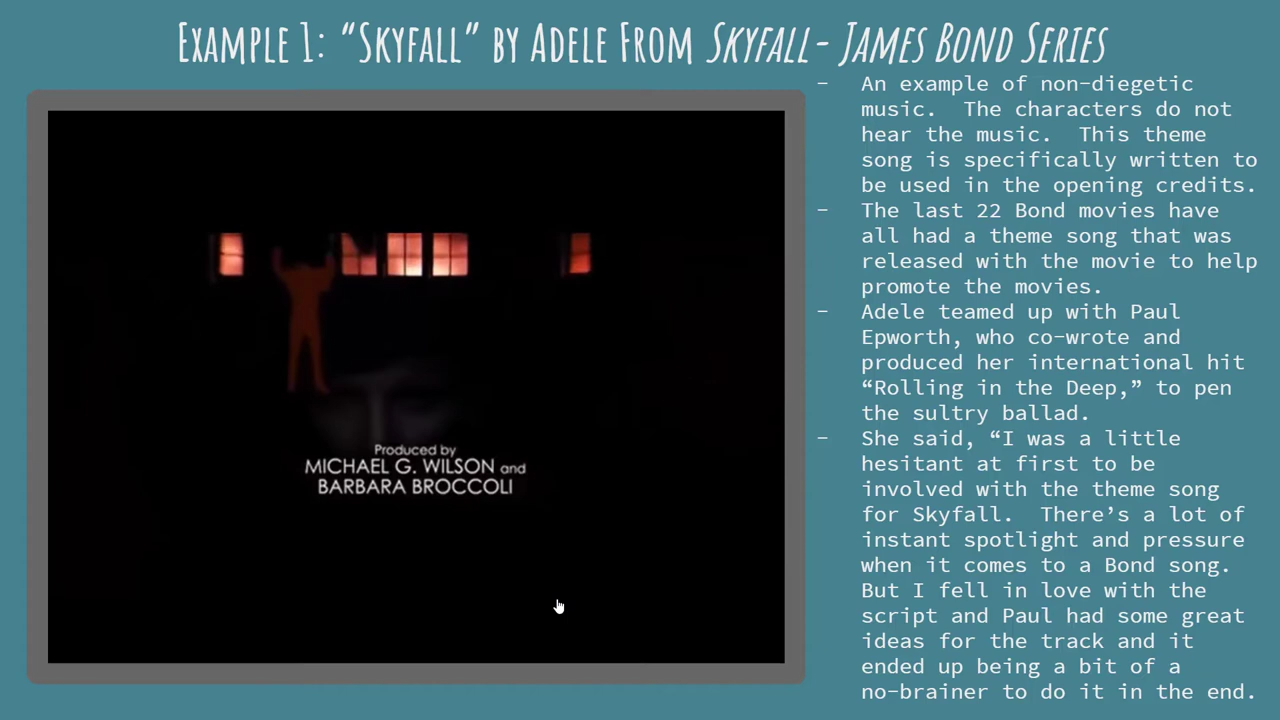 Example 1: “Skyfall” by Adele From Skyfall- James Bond Series
Produced by
MICHAEL G. WILSON and
BARBARA BROCCOLI
- An example of non-diegetic
music. The characters do not
hear the music. This theme
song is specifically written to
be used in the opening credits.
- The last 22 Bond movies have
all had a theme song that was
released with the movie to help
promote the movies.
- Adele teamed up with Paul
Epworth, who co-wrote and
produced her international hit
“Rolling in the Deep,” to pen
the sultry ballad.
- She said, “I was a little
hesitant at first to be
involved with the theme song
for Skyfall. There’s a lot of
instant spotlight and pressure
when it comes to a Bond song.
But I fell in love with the
script and Paul had some great
ideas for the track and it
ended up being a bit of a
no-brainer to do it in the end.